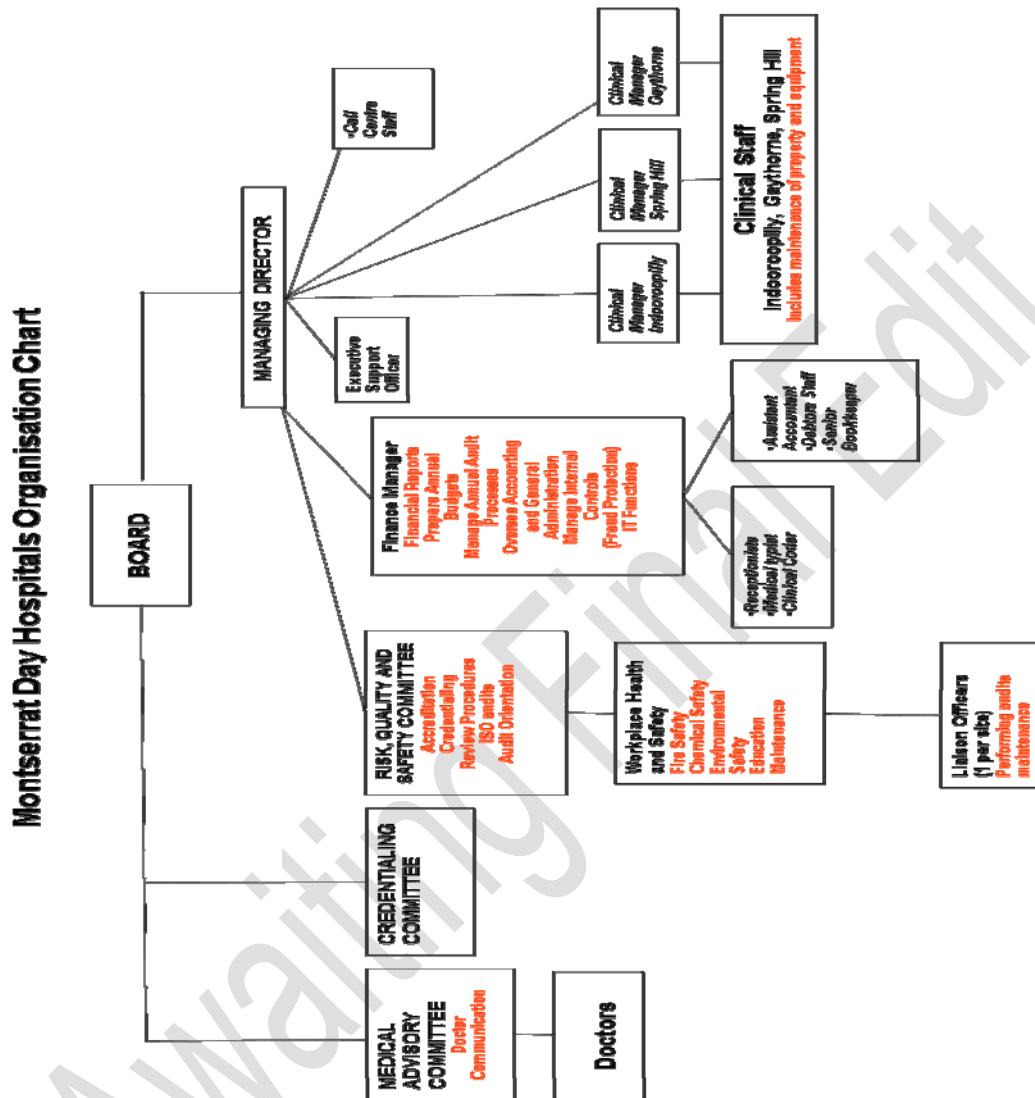 Montserrat Day Hospitals Organisation Chart
BOARD
MANAGING DIRECTOR
MEDICAL
ADVISORY
COMMITTEE
Doctor
Communication
Doctors
CREDENTIALING
COMMITTEE
RISK, QUALITY AND
SAFETY COMMITTEE
Accreditation
Credentialing
Review Procedures
ISO audits
Audit Orientation
Workplace Health
and Safety
Fire Safety
Chemical Safety
Environmental
Safety
Education
Maintenance
Liaison Officers
(1 per site)
Performing audits
maintenance
Finance Manager
Financial Reports
Prepare Annual
Budgets
Manage Annual Audit
Processes
Oversee Accounting
and General
Administration
Manage Internal
Controls
(Fraud Protection)
IT Functions
•Receptionists
•Medical typist
•Clinical Coder
•Assistant
Accountant
•Debtors Staff
•Senior
Bookkeeper
Executive
Support
Officer
•Call
Centre
Staff
Clinical
Manager
Indooroopilly
Clinical
Manager
Spring Hill
Clinical
Manager
Gaythorne
Clinical Staff
Indooroopilly, Gaythorne, Spring Hill
Includes maintenance of property and equipment
Awaiting Final Edit